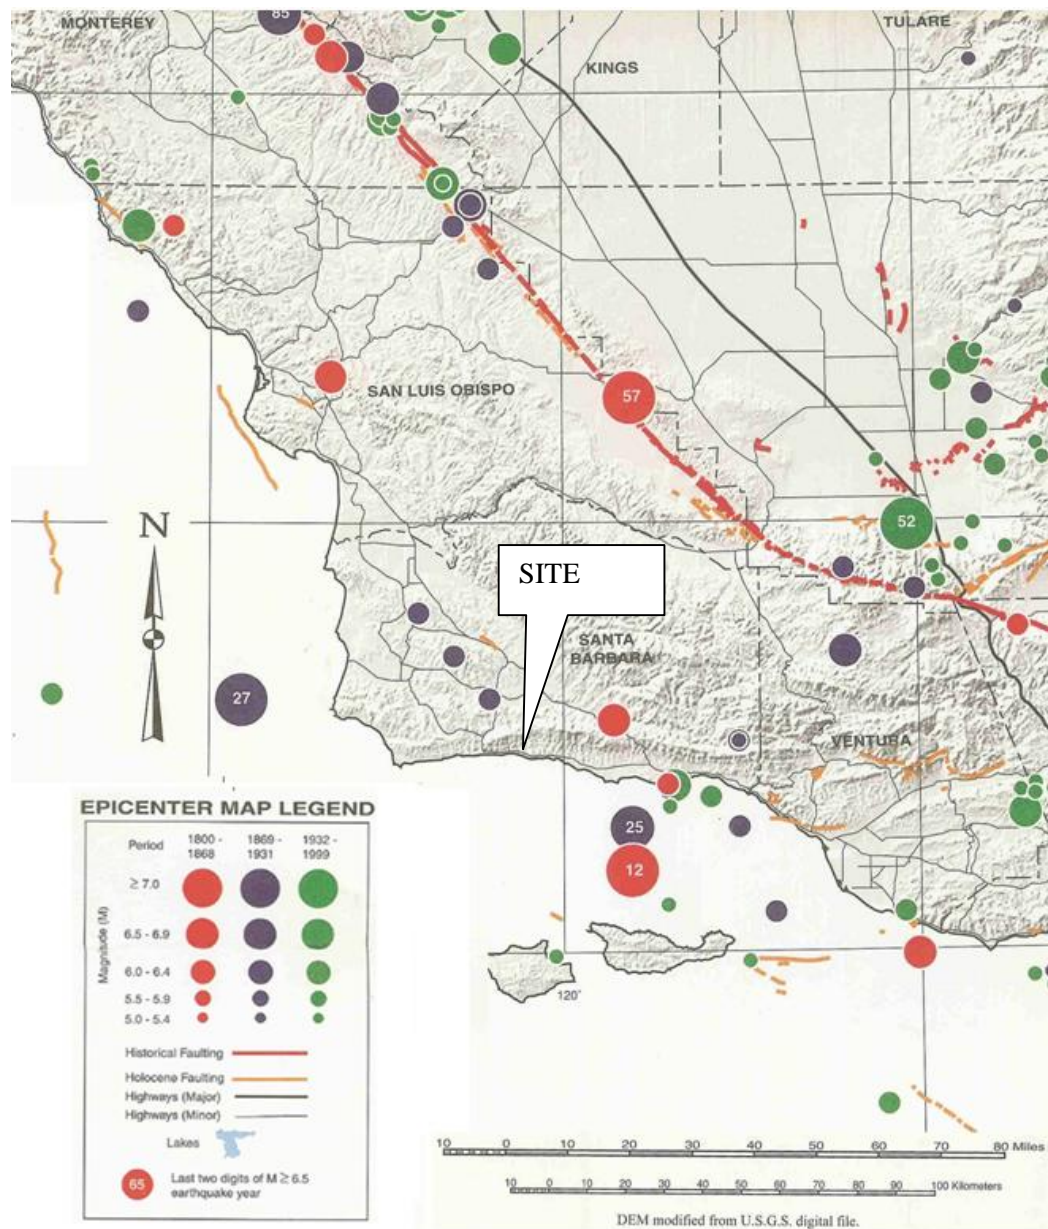 MONTEREY
85
TULARE
KINGS
57
SAN LUIS OBISPO
52
N
SITE
SANTA
BARBARA
27
VENTURA
25
12
120°
EPICENTER MAP LEGEND
Period
1800 -
1868
1869 -
1931
1932 -
1999
≥ 7.0
6.5 - 6.9
6.0 - 6.4
5.5 - 5.9
5.0 - 5.4
Magnitude (M)
Historical Faulting
Holocene Faulting
Highways (Major)
Highways (Minor)
Lakes
65
Last two digits of M ≥ 6.5
earthquake year
10 0 10 20 30 40 50 60 70 80 Miles
10 0 10 20 30 40 50 60 70 80 90 100 Kilometers
DEM modified from U.S.G.S. digital file.